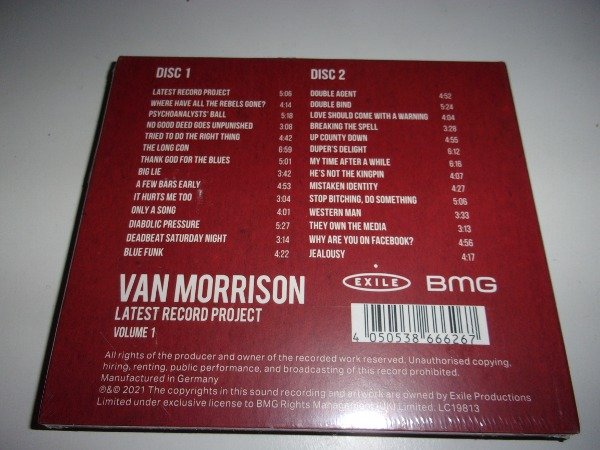 DISC 1
LATEST RECORD PROJECT 5:06
WHERE HAVE ALL THE REBELS GONE? 4:14
PSYCHOANALYSTS' BALL 5:18
NO GOOD DEED GOES UNPUNISHED 3:08
TRIED TO DO THE RIGHT THING 4:42
THE LONG CON 6:59
THANK GOD FOR THE BLUES 5:01
BIG LIE 3:42
A FEW BARS EARLY 4:53
IT HURTS ME TOO 3:04
ONLY A SONG 4:01
DIABOLIC PRESSURE 5:27
DEADBEAT SATURDAY NIGHT 3:14
BLUE FUNK 4:22
DISC 2
DOUBLE AGENT 4:52
DOUBLE BIND 5:24
LOVE SHOULD COME WITH A WARNING 4:04
BREAKING THE SPELL 3:28
UP COUNTY DOWN 4:55
DUPER'S DELIGHT 6:12
MY TIME AFTER A WHILE 6:16
HE'S NOT THE KINGPIN 4:17
MISTAKEN IDENTITY 4:27
STOP BITCHING, DO SOMETHING 5:06
WESTERN MAN 3:33
THEY OWN THE MEDIA 3:13
WHY ARE YOU ON FACEBOOK? 4:56
JEALOUSY 4:17
VAN MORRISON
LATEST RECORD PROJECT
VOLUME 1
EXILE
BMG
4 050538 666267
All rights of the producer and owner of the recorded work reserved. Unauthorised copying,
hiring, renting, public performance, and broadcasting of this record prohibited.
Manufactured in Germany
℗&© 2021 The copyrights in this sound recording and artwork are owned by Exile Productions
Limited under exclusive license to BMG Rights Management (UK) Limited. LC19813